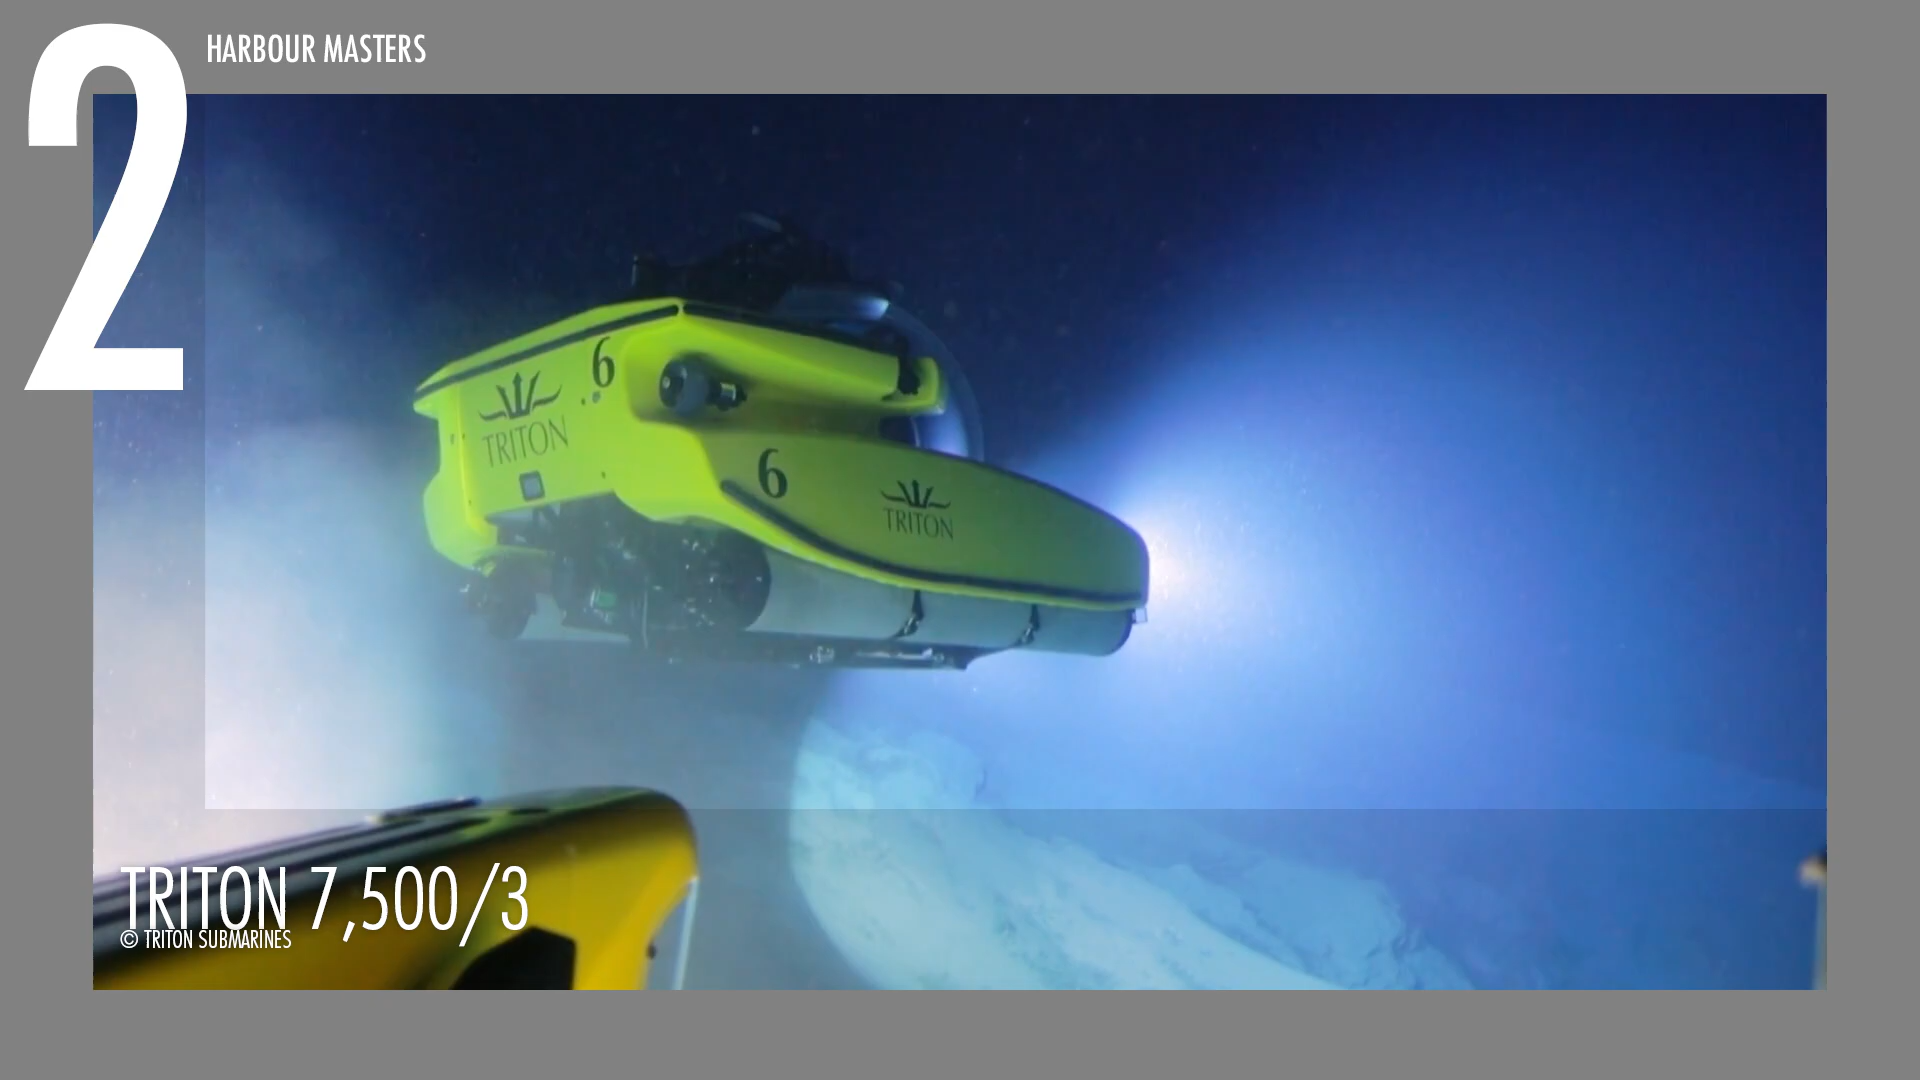 2
HARBOUR MASTERS
6
TRITON
6
TRITON
TRITON 7,500/3
© TRITON SUBMARINES